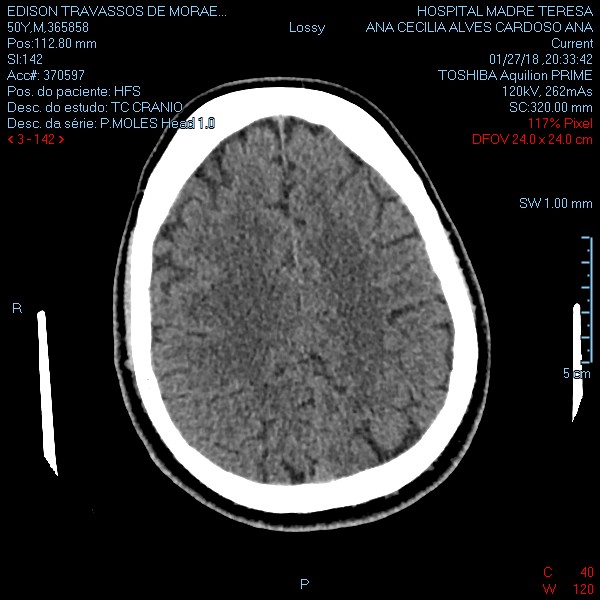 EDISON TRAVASSOS DE MORAE...
50Y,M,365858
Pos:112.80 mm
SI:142
Acc#: 370597
Pos. do paciente: HFS
Desc. do estudo: TC CRANIO
Desc. da série: P.MOLES Head 1.0
< 3 - 142 >
Lossy
HOSPITAL MADRE TERESA
ANA CECILIA ALVES CARDOSO ANA
Current
01/27/18 ,20:33:42
TOSHIBA Aquilion PRIME
120kV, 262mAs
SC:320.00 mm
117% Pixel
DFOV 24.0 x 24.0 cm
SW 1.00 mm
R
5 cm
P
C 40
W 120